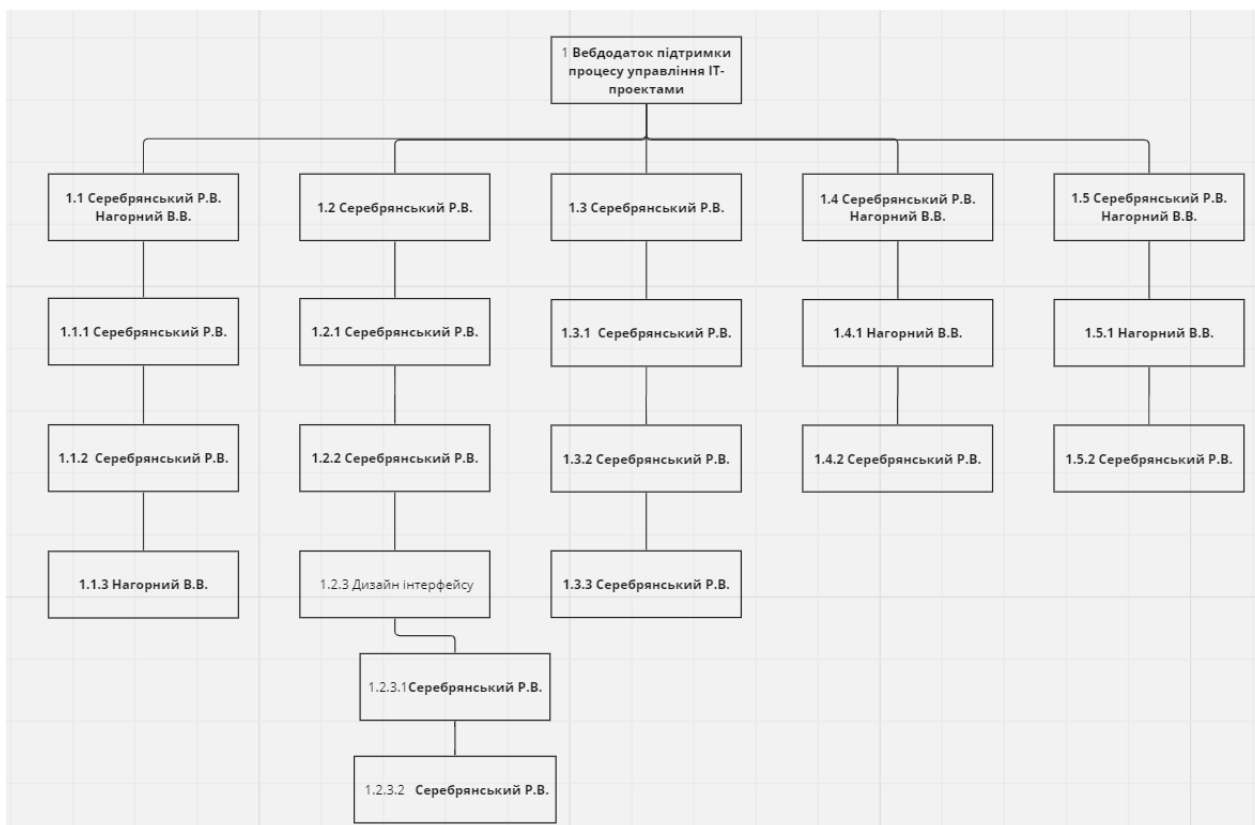 1 Вебдодаток підтримки
процесу управління ІТ-
проектами
1.1 Серебрянський Р.В.
Нагорний В.В.
1.2 Серебрянський Р.В.
1.3 Серебрянський Р.В.
1.4 Серебрянський Р.В.
Нагорний В.В.
1.5 Серебрянський Р.В.
Нагорний В.В.
1.1.1 Серебрянський Р.В.
1.2.1 Серебрянський Р.В.
1.3.1 Серебрянський Р.В.
1.4.1 Нагорний В.В.
1.5.1 Нагорний В.В.
1.1.2 Серебрянський Р.В.
1.2.2 Серебрянський Р.В.
1.3.2 Серебрянський Р.В.
1.4.2 Серебрянський Р.В.
1.5.2 Серебрянський Р.В.
1.1.3 Нагорний В.В.
1.2.3 Дизайн інтерфейсу
1.3.3 Серебрянський Р.В.
1.2.3.1Серебрянський Р.В.
1.2.3.2 Серебрянський Р.В.